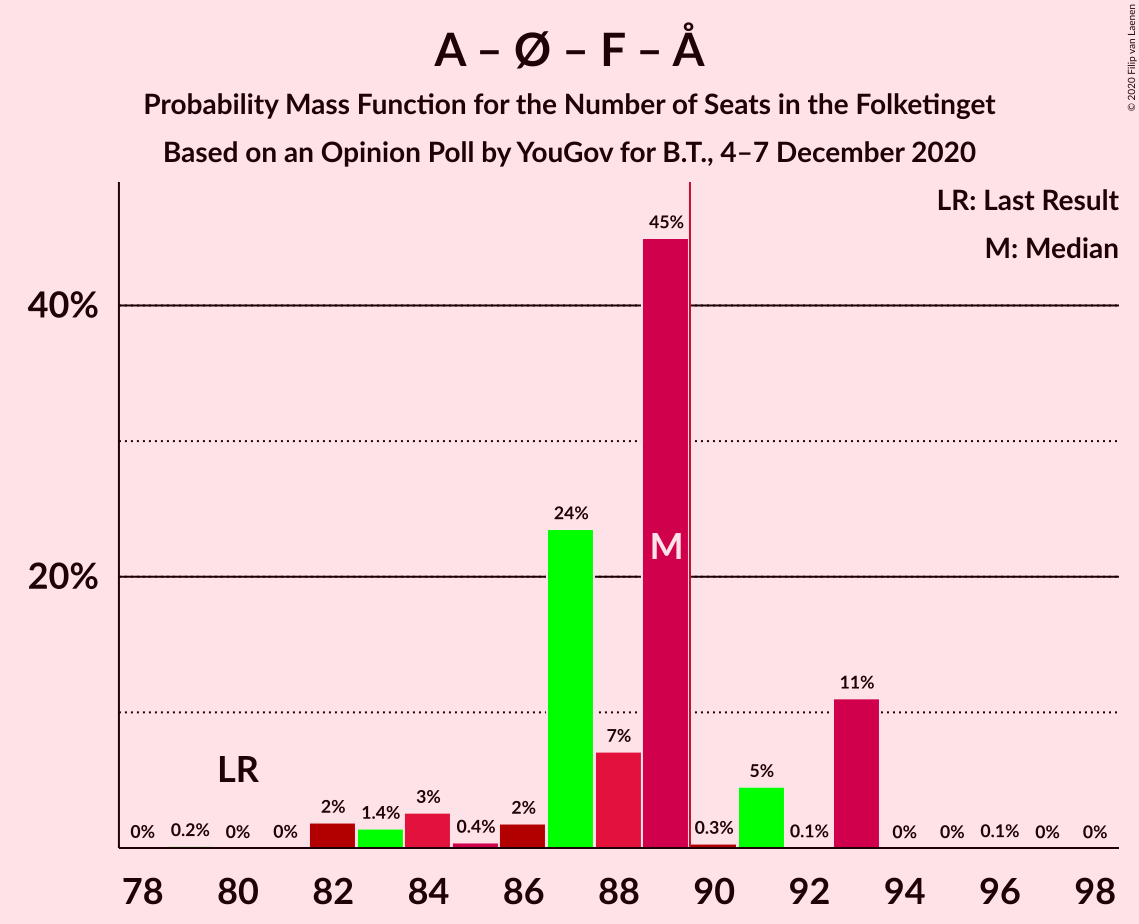 A – Ø – F – Å
Probability Mass Function for the Number of Seats in the Folketinget
Based on an Opinion Poll by YouGov for B.T., 4–7 December 2020
© 2020 Filip van Laenen
LR: Last Result
M: Median
45%
40%
24%
M
20%
11%
7%
LR
5%
3%
2%
1.4%
2%
0% 0.2% 0% 0% 0.4% 0.3% 0.1% 0% 0% 0.1% 0% 0%
78 80 82 84 86 88 90 92 94 96 98